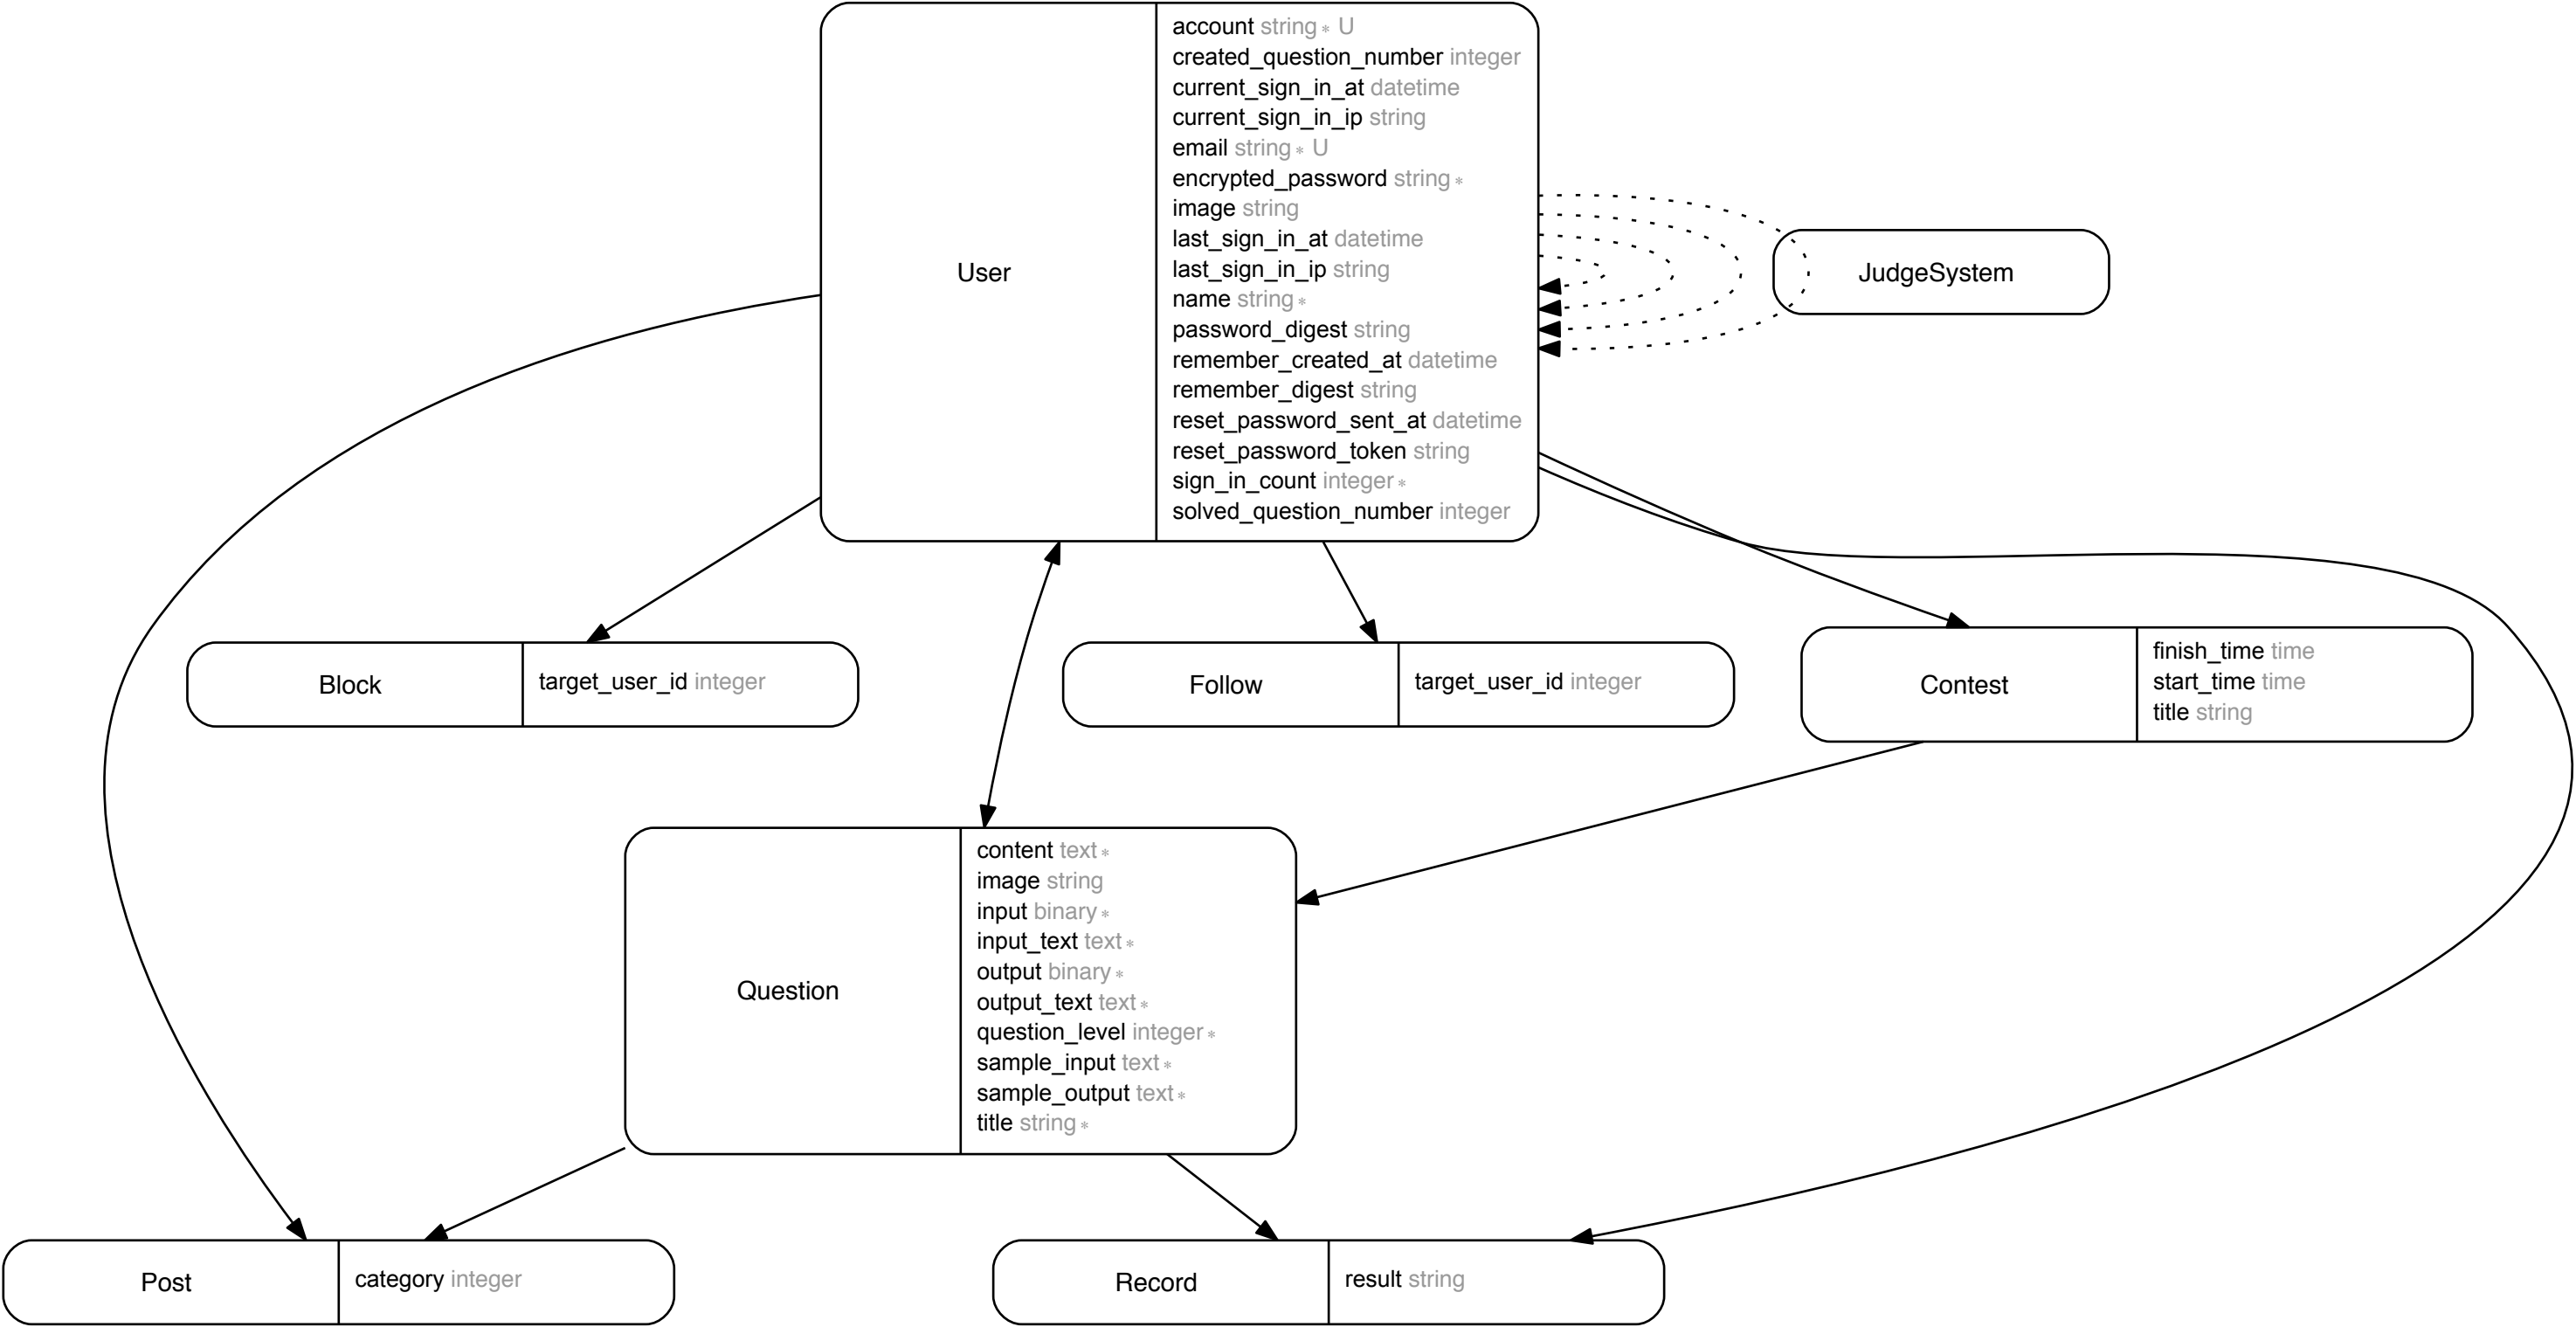 User
account string∗ U
created_question_number integer
current_sign_in_at datetime
current_sign_in_ip string
email string∗ U
encrypted_password string∗
image string
last_sign_in_at datetime
last_sign_in_ip string
name string∗
password_digest string
remember_created_at datetime
remember_digest string
reset_password_sent_at datetime
reset_password_token string
sign_in_count integer∗
solved_question_number integer
JudgeSystem
Block
target_user_id integer
Follow
target_user_id integer
Contest
finish_time time
start_time time
title string
Question
content text∗
image string
input binary∗
input_text text∗
output binary∗
output_text text∗
question_level integer∗
sample_input text∗
sample_output text∗
title string∗
Post
category integer
Record
result string